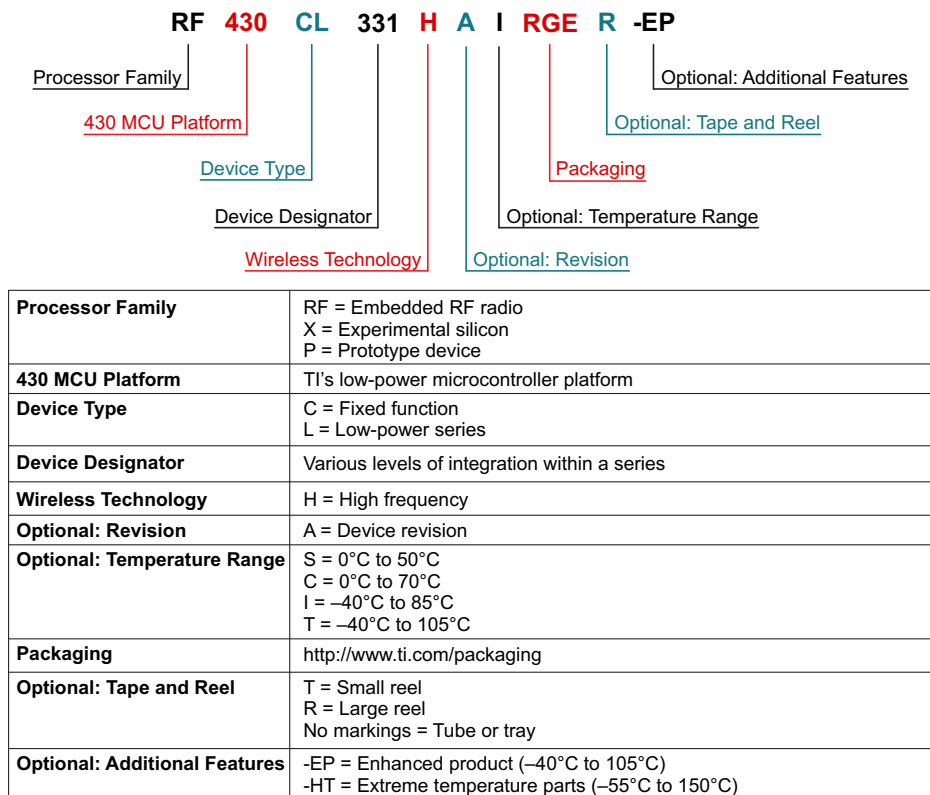 RF 430 CL 331 H A I RGE R -EP
Processor Family
Optional: Additional Features
430 MCU Platform
Optional: Tape and Reel
Device Type
Packaging
Device Designator
Optional: Temperature Range
Wireless Technology
Optional: Revision
Processor Family
RF = Embedded RF radio
X = Experimental silicon
P = Prototype device
430 MCU Platform
TI's low-power microcontroller platform
Device Type
C = Fixed function
L = Low-power series
Device Designator
Various levels of integration within a series
Wireless Technology
H = High frequency
Optional: Revision
A = Device revision
Optional: Temperature Range
S = 0°C to 50°C
C = 0°C to 70°C
I = –40°C to 85°C
T = –40°C to 105°C
Packaging
http://www.ti.com/packaging
Optional: Tape and Reel
T = Small reel
R = Large reel
No markings = Tube or tray
Optional: Additional Features
-EP = Enhanced product (–40°C to 105°C)
-HT = Extreme temperature parts (–55°C to 150°C)